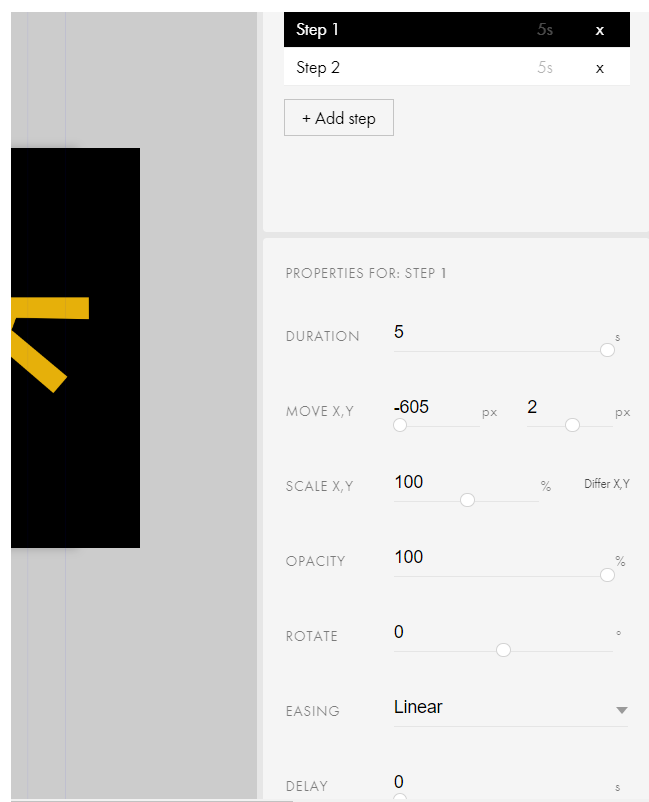 Step 1 5s x
Step 2 5s x
+ Add step
PROPERTIES FOR: STEP 1
DURATION 5 s
MOVE X,Y -605 px 2 px
SCALE X,Y 100 % Differ X,Y
OPACITY 100 %
ROTATE 0 °
EASING Linear
DELAY 0 s